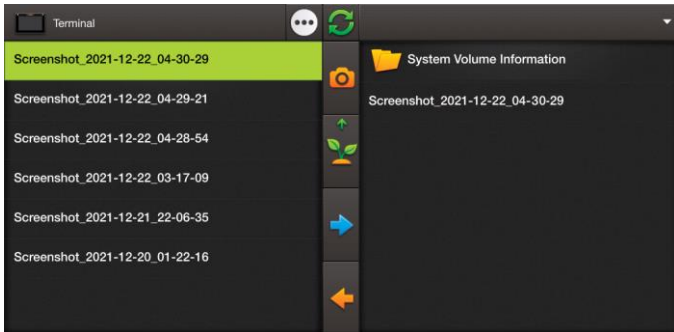 Terminal
Screenshot_2021-12-22_04-30-29
Screenshot_2021-12-22_04-29-21
Screenshot_2021-12-22_04-28-54
Screenshot_2021-12-22_03-17-09
Screenshot_2021-12-21_22-06-35
Screenshot_2021-12-20_01-22-16
System Volume Information
Screenshot_2021-12-22_04-30-29